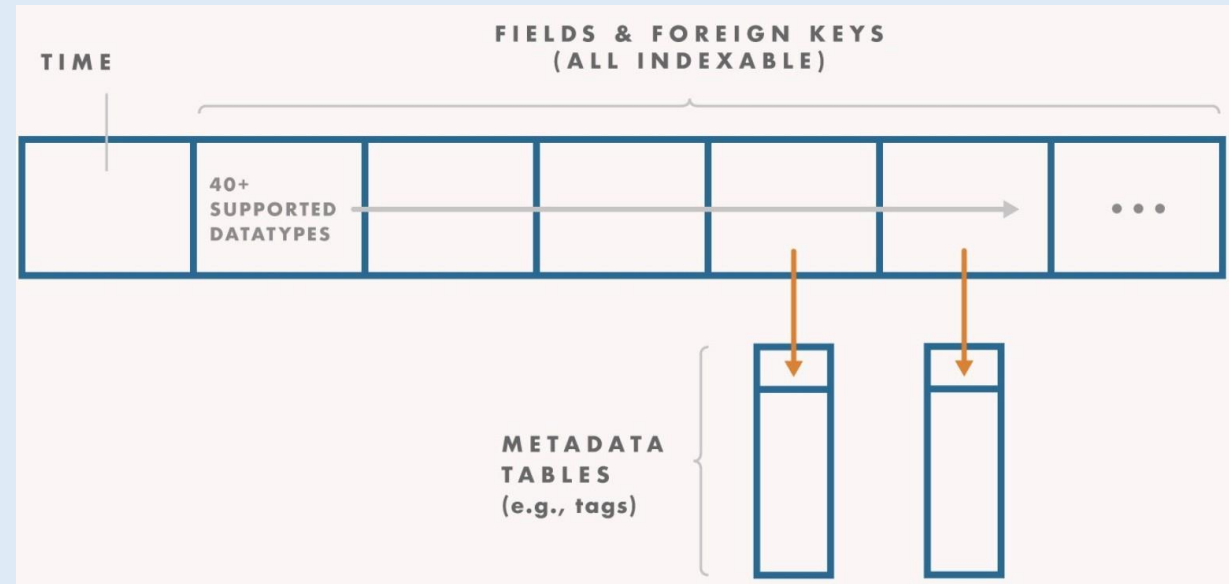 FIELDS & FOREIGN KEYS
(ALL INDEXABLE)
TIME
40+
SUPPORTED
DATATYPES
•••
METADATA
TABLES
(e.g., tags)